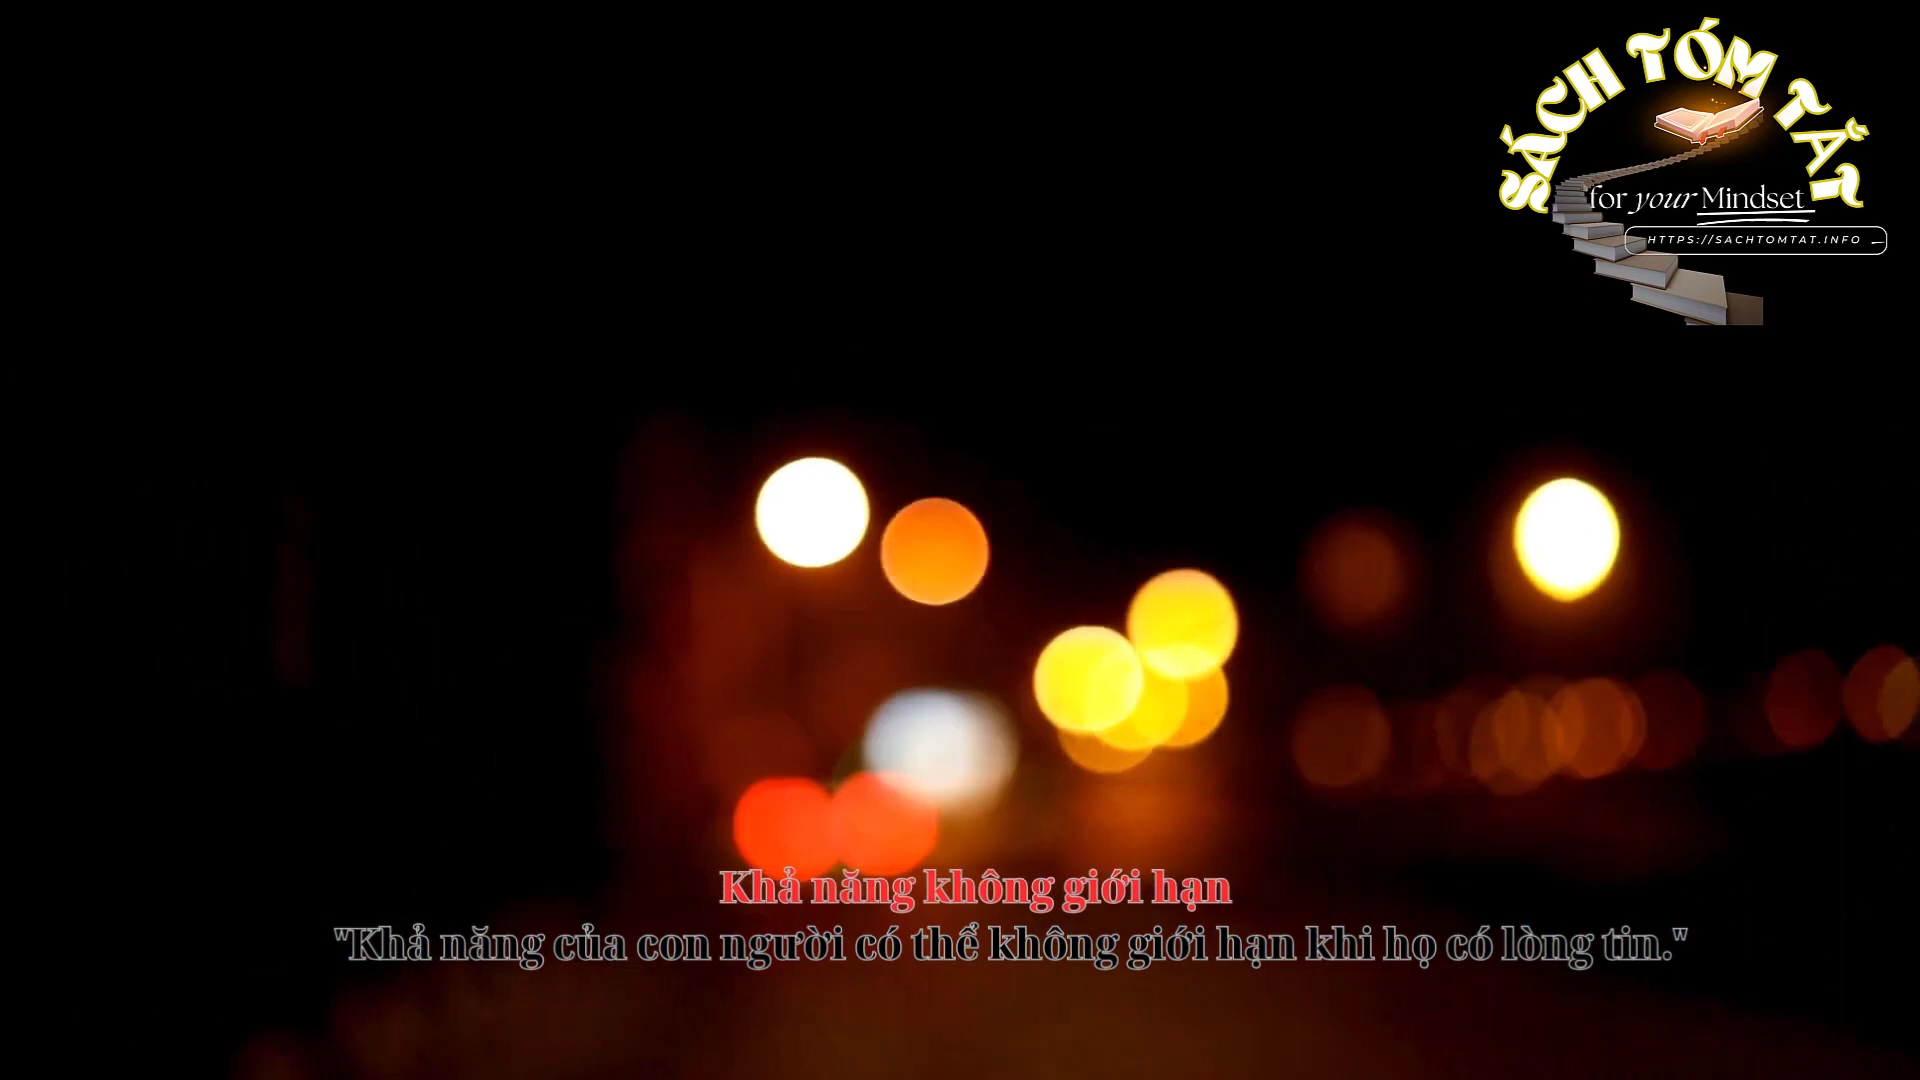 SÁCH TÓM TẮT
for your Mindset
HTTPS://SACHTOMTAT.INFO
Khả năng không giới hạn
"Khả năng của con người có thể không giới hạn khi họ có lòng tin."